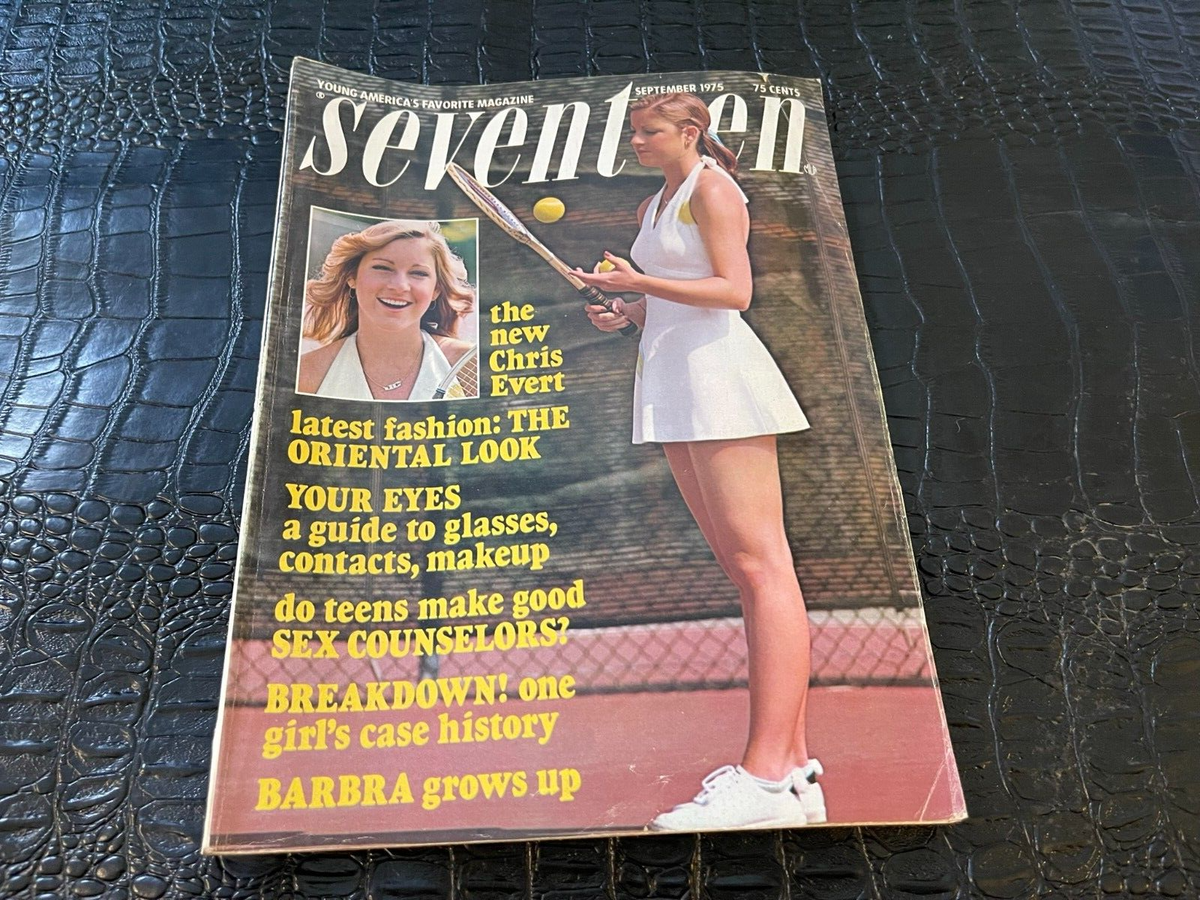 YOUNG AMERICA'S FAVORITE MAGAZINE
SEPTEMBER 1975
75 CENTS
seventeen
the
new
Chris
Evert
latest fashion: THE
ORIENTAL LOOK
YOUR EYES
a guide to glasses,
contacts, makeup
do teens make good
SEX COUNSELORS?
BREAKDOWN! one
girl's case history
BARBRA grows up